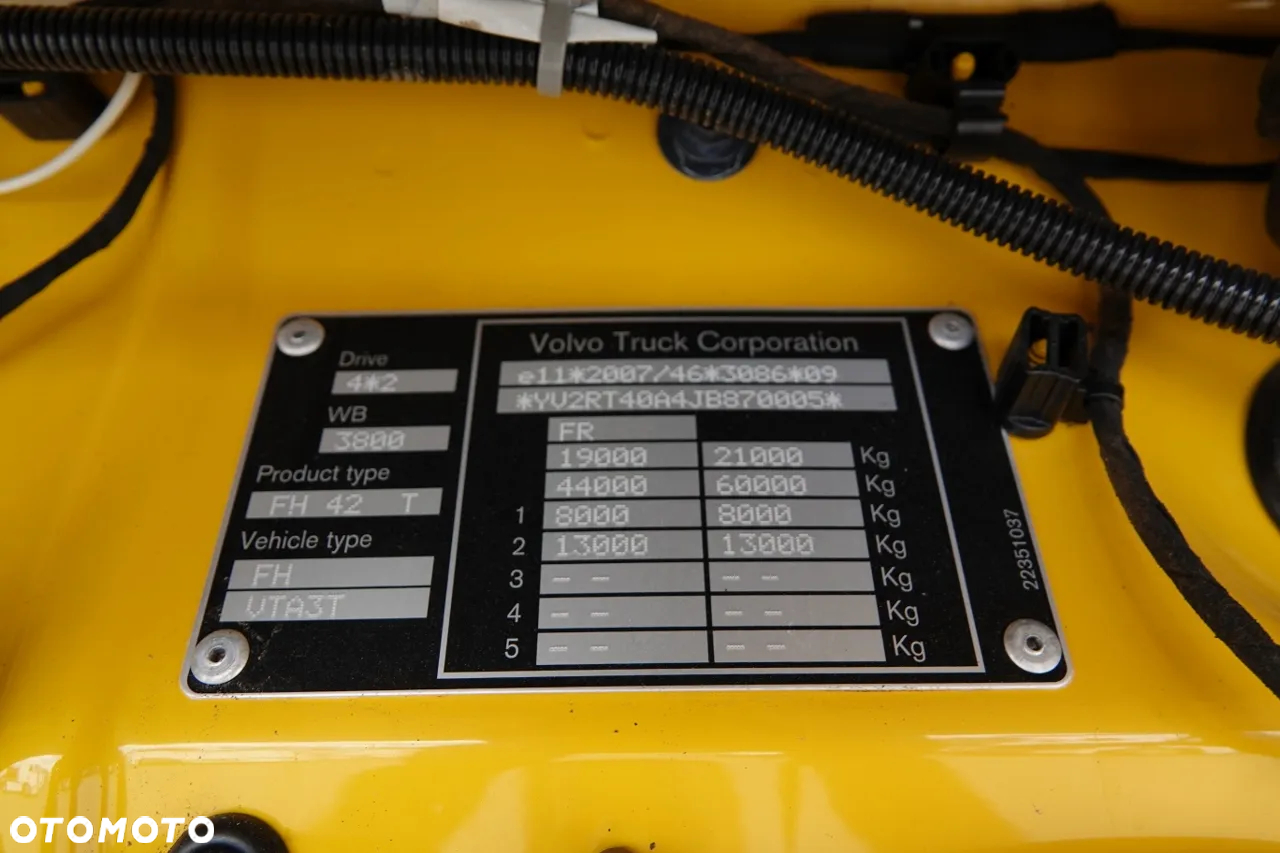 Drive
4*2
WB
3800
Product type
FH 42 T
Vehicle type
FH
VTA3T
Volvo Truck Corporation
e11*2007/46*3086*09
*YV2RT40A4JB870005*
FR
19000 21000 Kg
44000 60000 Kg
1 8000 8000 Kg
2 13000 13000 Kg
3 -- -- -- -- Kg
4 -- -- -- -- Kg
5 -- -- -- -- Kg
22351037
OTOMOTO